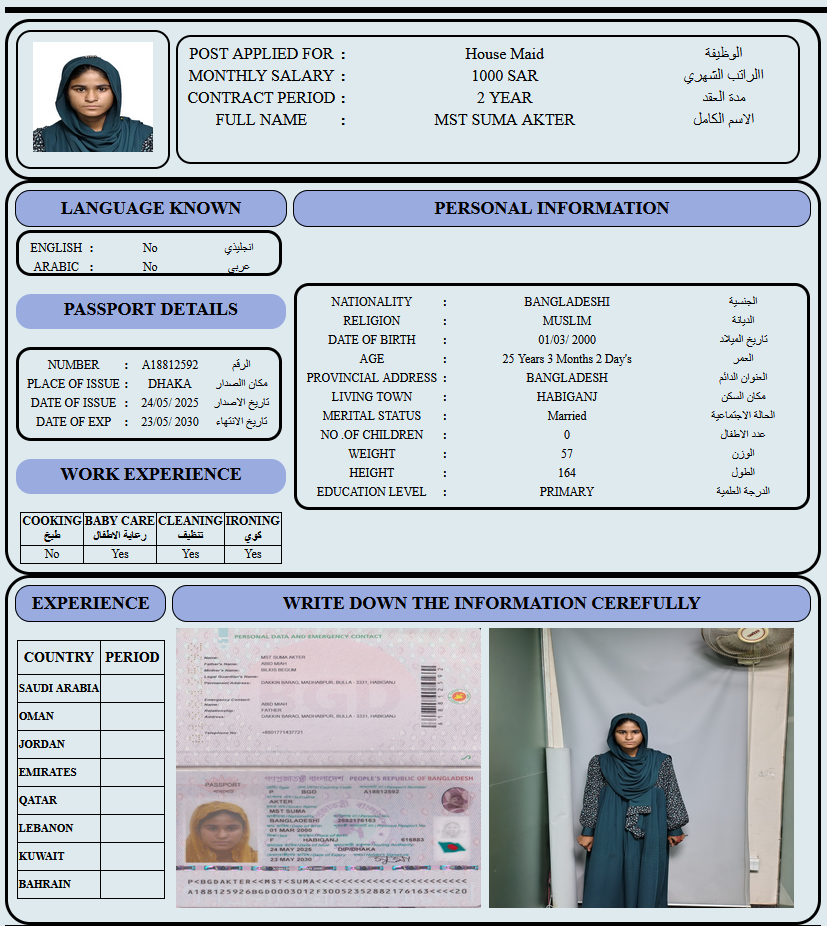 POST APPLIED FOR : House Maid الوظيفة
MONTHLY SALARY : 1000 SAR االراتب الشهري
CONTRACT PERIOD : 2 YEAR مدة العقد
FULL NAME : MST SUMA AKTER الاسم الكامل
LANGUAGE KNOWN
ENGLISH : No انجليذي
ARABIC : No عربي
PASSPORT DETAILS
NUMBER : A18812592 الرقم
PLACE OF ISSUE : DHAKA مكان االصدار
DATE OF ISSUE : 24/05/ 2025 تاريخ الاصدار
DATE OF EXP : 23/05/ 2030 تاريخ الانتهاء
WORK EXPERIENCE
COOKING BABY CARE CLEANING IRONING
طبخ رعاية الاطفال تنظيف كوي
No Yes Yes Yes
PERSONAL INFORMATION
NATIONALITY : BANGLADESHI الجنسية
RELIGION : MUSLIM الديانة
DATE OF BIRTH : 01/03/ 2000 تاريخ الميلاد
AGE : 25 Years 3 Months 2 Day's العمر
PROVINCIAL ADDRESS : BANGLADESH العنوان الدائم
LIVING TOWN : HABIGANJ مكان السكن
MERITAL STATUS : Married الحالة الاجتماعية
NO .OF CHILDREN : 0 عدد الاطفال
WEIGHT : 57 الوزن
HEIGHT : 164 الطول
EDUCATION LEVEL : PRIMARY الدرجة العلمية
EXPERIENCE
COUNTRY PERIOD
SAUDI ARABIA
OMAN
JORDAN
EMIRATES
QATAR
LEBANON
KUWAIT
BAHRAIN
WRITE DOWN THE INFORMATION CEREFULLY
PERSONAL DATA AND EMERGENCY CONTACT
Name: MST SUMA AKTER
Father's Name: ABID MIAH
Mother's Name: BILKIS BEGUM
Legal Guardian's Name:
Permanent Address: DAKKIN BARAG, MADHABPUR, BULLA - 3331, HABIGANJ
Emergency Contact
Name: ABID MIAH
Relationship: FATHER
Address: DAKKIN BARAG, MADHABPUR, BULLA - 3331, HABIGANJ
Telephone No: +8801771437721
PASSPORT গণপ্রজাতন্ত্রী বাংলাদেশ PEOPLE'S REPUBLIC OF BANGLADESH
P BGD A18812592
AKTER
MST SUMA
BANGLADESHI 2882176163
01 MAR 2000
F HABIGANJ 616883
24 MAY 2025 DIP/DHAKA
23 MAY 2030